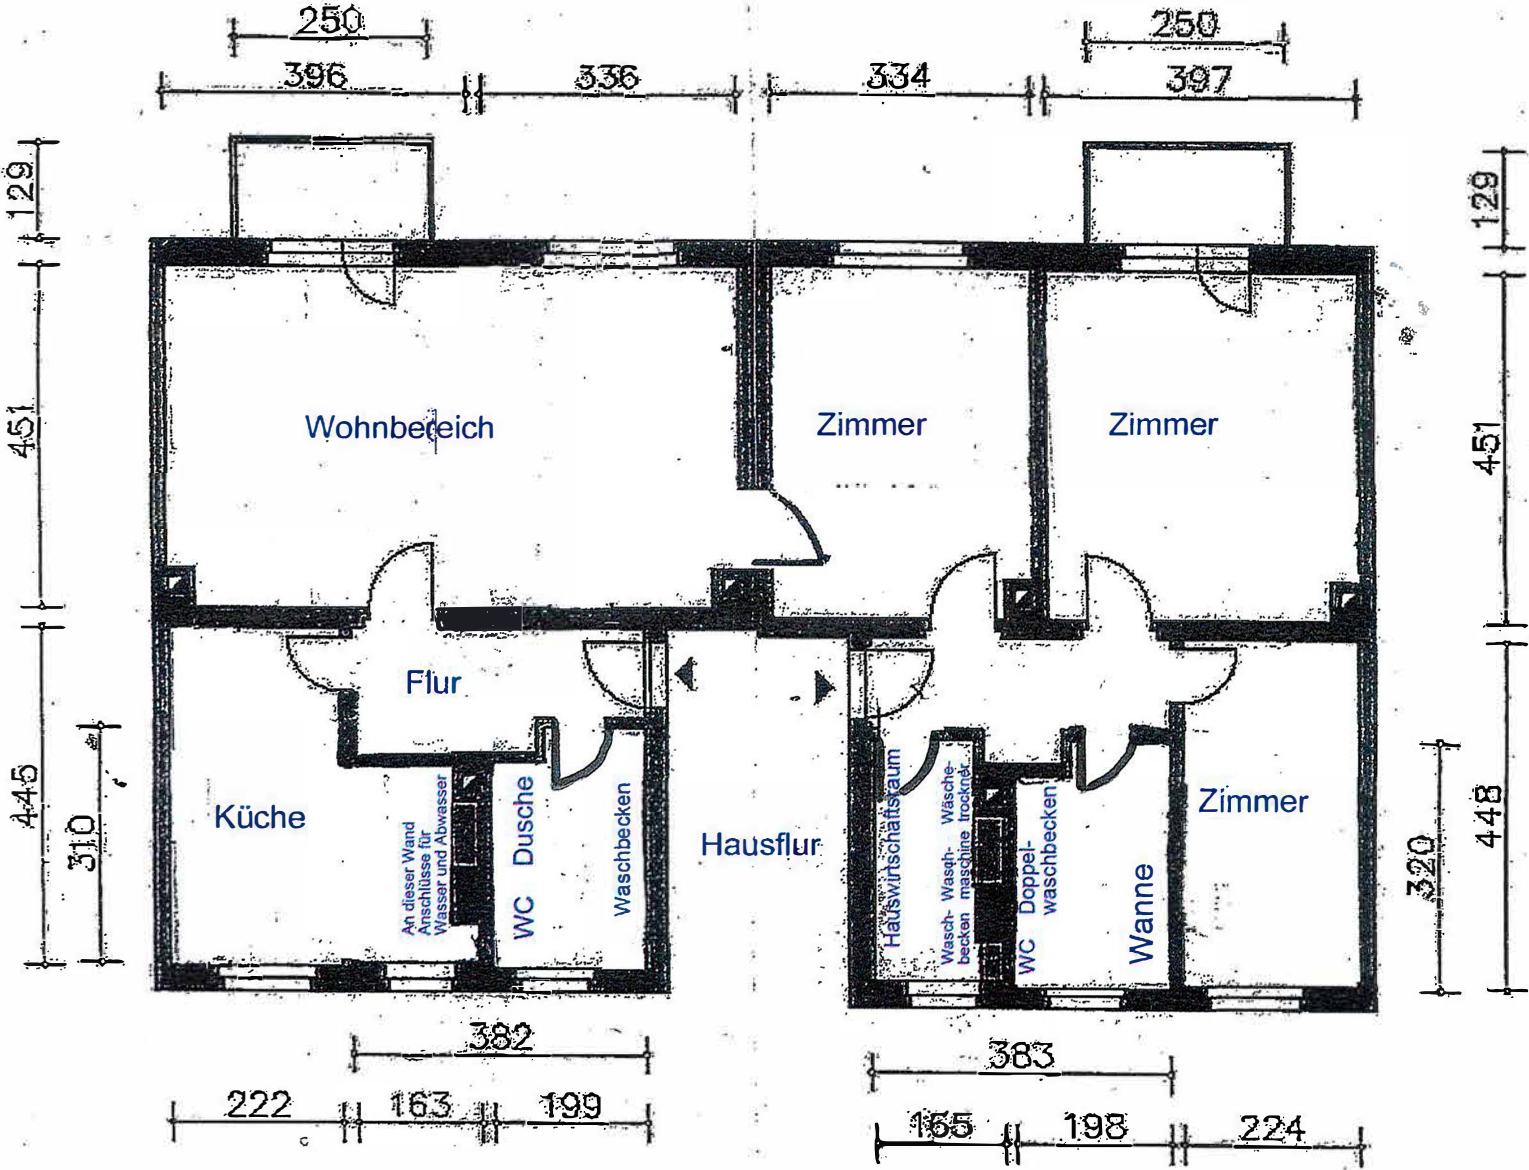 250
250
396
336
334
397
129
129
Wohnbereich
Zimmer
Zimmer
451
451
Flur
Küche
An dieser Wand
Anschlüsse für
Wasser und Abwasser
WC Dusche
Waschbecken
Hausflur
Hauswirtschaftsraum
Wasch- Wasch- Wäsche-
becken maschine trockner
WC Doppel-
waschbecken
Wanne
Zimmer
445
310
320
448
382
383
222
163
199
165
198
224